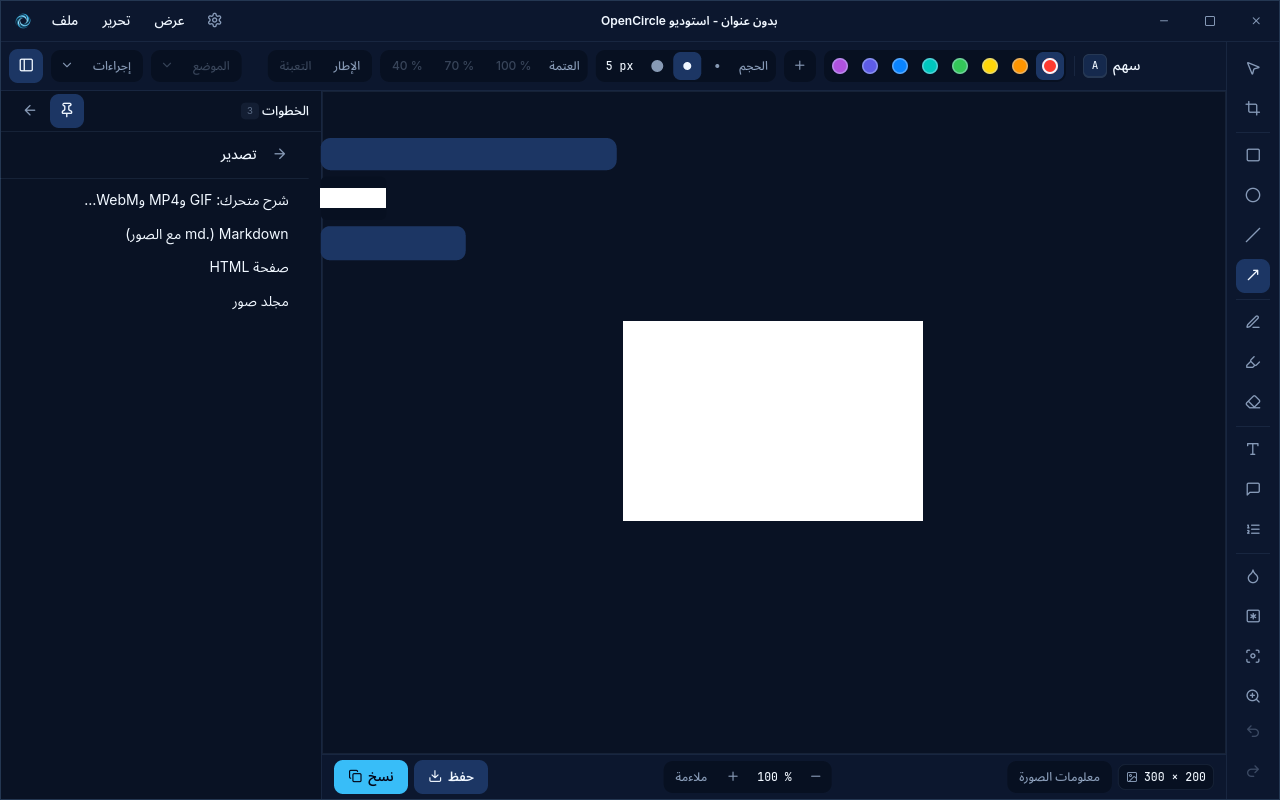 بدون عنوان - استوديو OpenCircle
ملف
تحرير
عرض
سهم
A
الحجم
5 px
العتمة
100 %
70 %
40 %
الإطار
التعبئة
الموضع
إجراءات
الخطوات 3
تصدير
شرح متحرك: GIF وMP4 وWebM...
Markdown (.md مع الصور)
صفحة HTML
مجلد صور
300 × 200
معلومات الصورة
100 %
ملاءمة
حفظ
نسخ